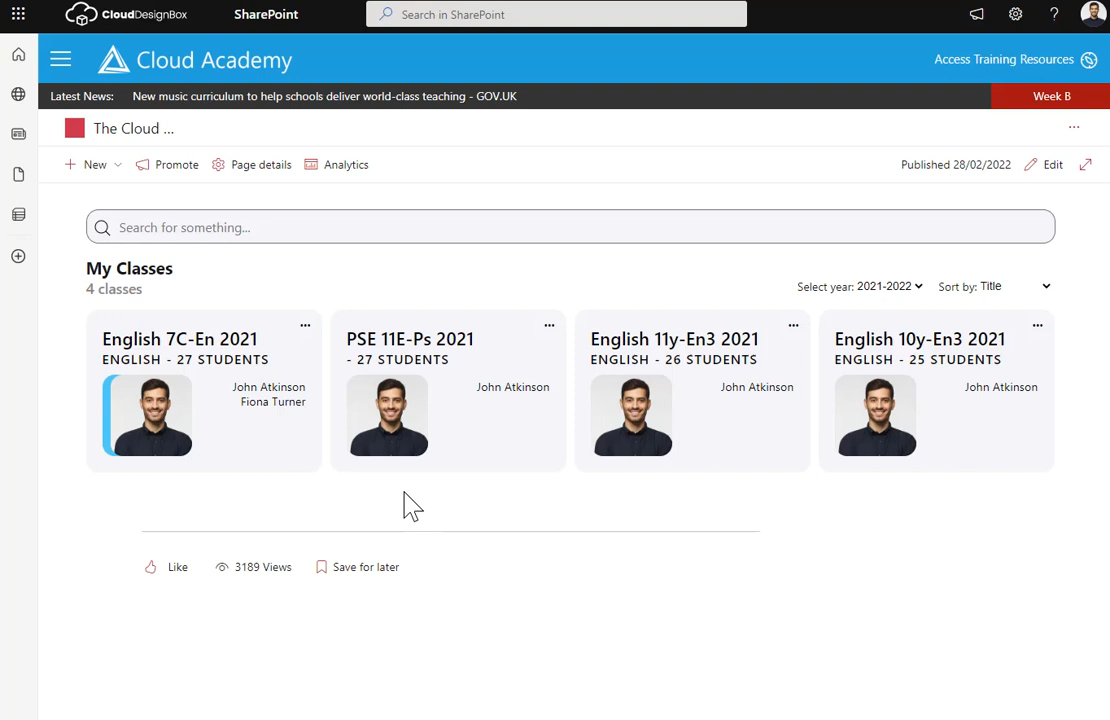 CloudDesignBox SharePoint Search in SharePoint ?
Cloud Academy Access Training Resources
Latest News: New music curriculum to help schools deliver world-class teaching - GOV.UK Week B
The Cloud ... ...
New Promote Page details Analytics Published 28/02/2022 Edit
Search for something...
My Classes
4 classes
Select year: 2021-2022 Sort by: Title
English 7C-En 2021
ENGLISH - 27 STUDENTS
John Atkinson
Fiona Turner
PSE 11E-Ps 2021
- 27 STUDENTS
John Atkinson
English 11y-En3 2021
ENGLISH - 26 STUDENTS
John Atkinson
English 10y-En3 2021
ENGLISH - 25 STUDENTS
John Atkinson
Like 3189 Views Save for later